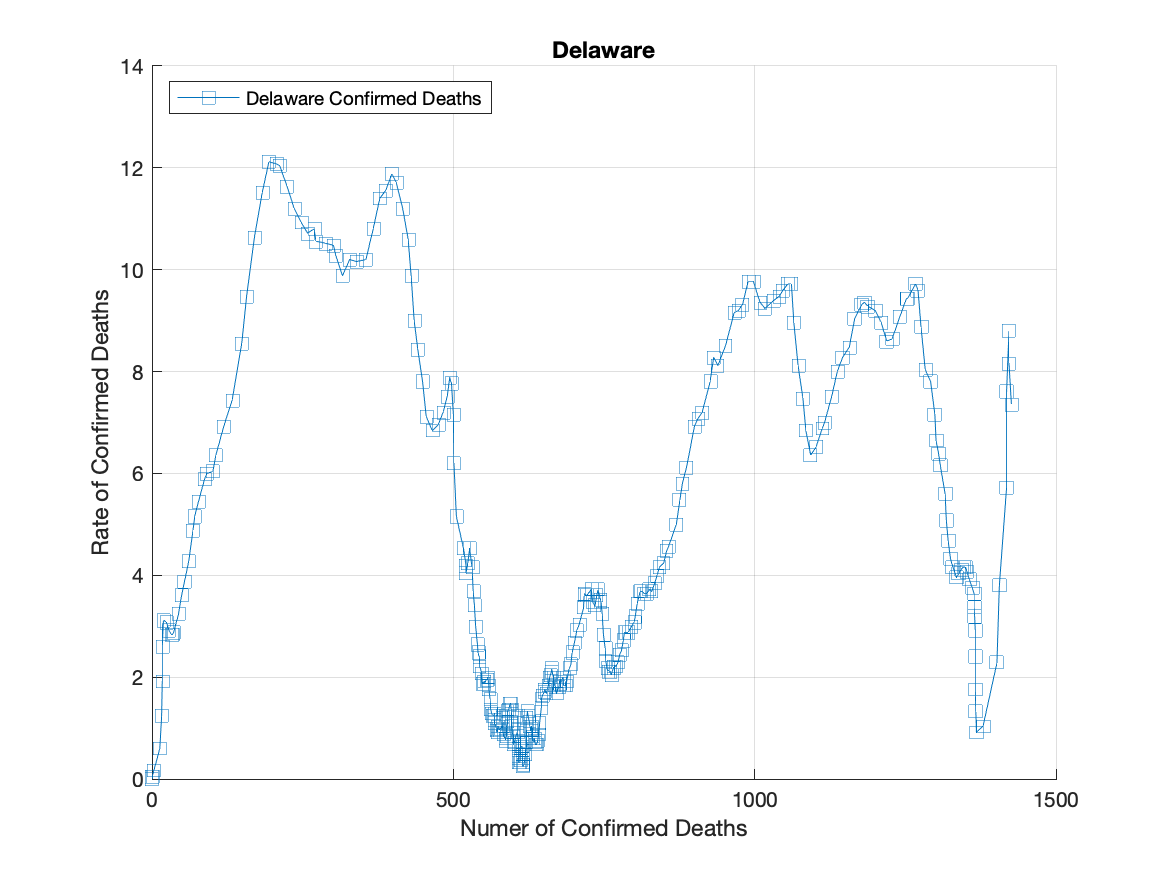 Delaware
Delaware Confirmed Deaths
14
12
10
8
6
4
2
0
Rate of Confirmed Deaths
0 500 1000 1500
Numer of Confirmed Deaths